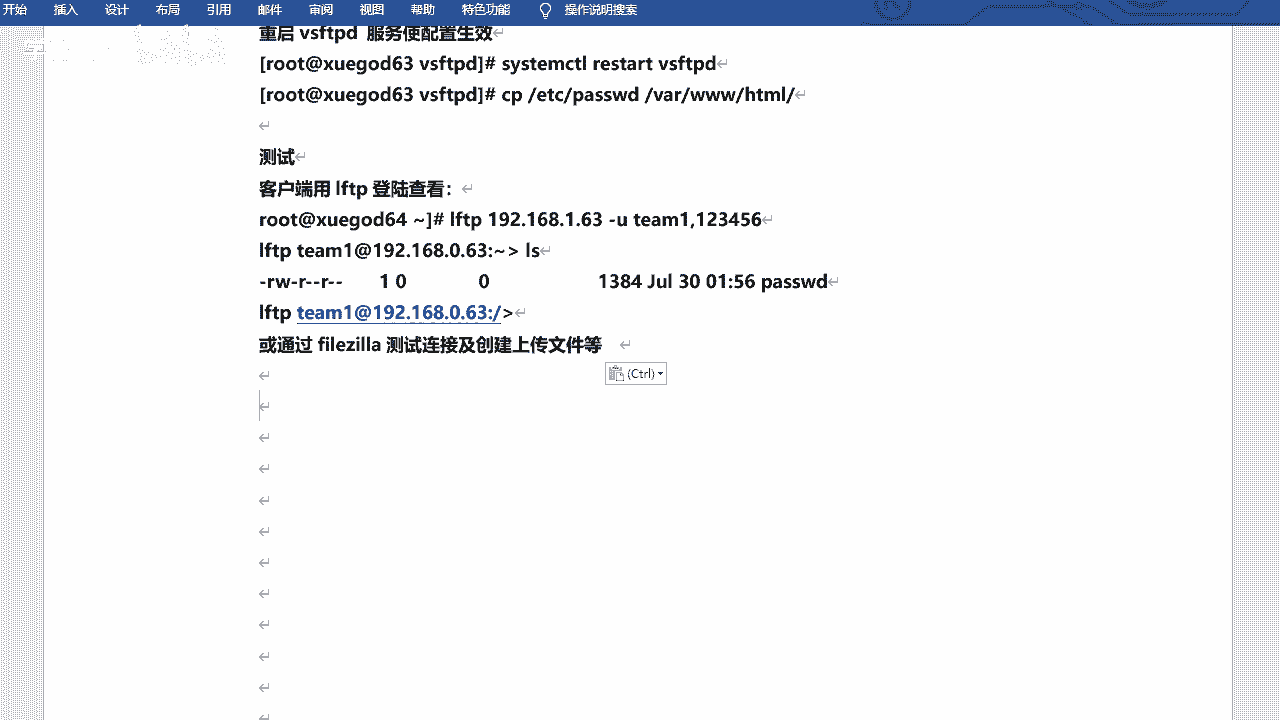 开始 插入 设计 布局 引用 邮件 审阅 视图 帮助 特色功能 操作说明搜索
重启 vsftpd 服务使配置生效
[root@xuegod63 vsftpd]# systemctl restart vsftpd
[root@xuegod63 vsftpd]# cp /etc/passwd /var/www/html/
测试
客户端用 lftp 登陆查看：
root@xuegod64 ~]# lftp 192.168.1.63 -u team1,123456
lftp team1@192.168.0.63:~> ls
-rw-r--r-- 1 0 0 1384 Jul 30 01:56 passwd
lftp team1@192.168.0.63:/>
或通过 filezilla 测试连接及创建上传文件等
(Ctrl)